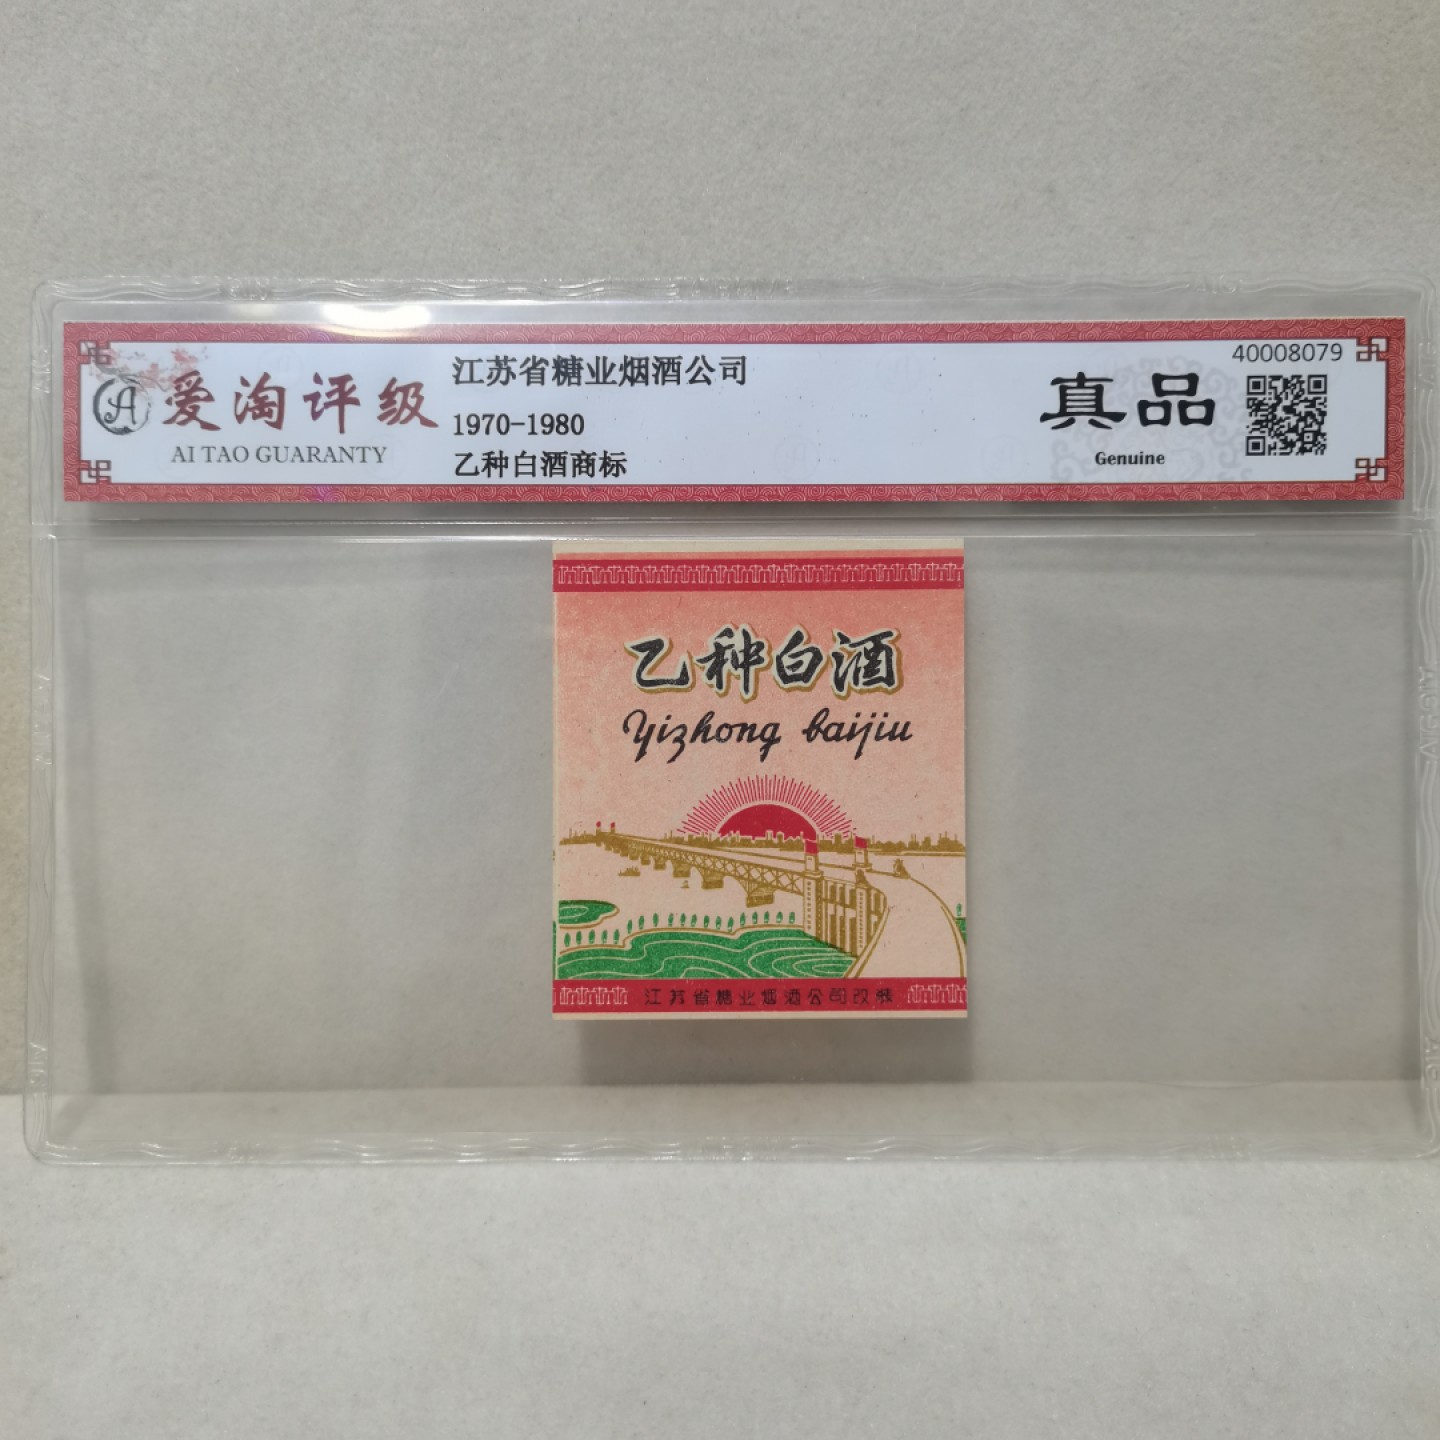 爱淘评级
AI TAO GUARANTY
江苏省糖业烟酒公司
1970-1980
乙种白酒商标
真品
Genuine
40008079
乙种白酒
Yizhong baijiu
江苏省糖业烟酒公司改装